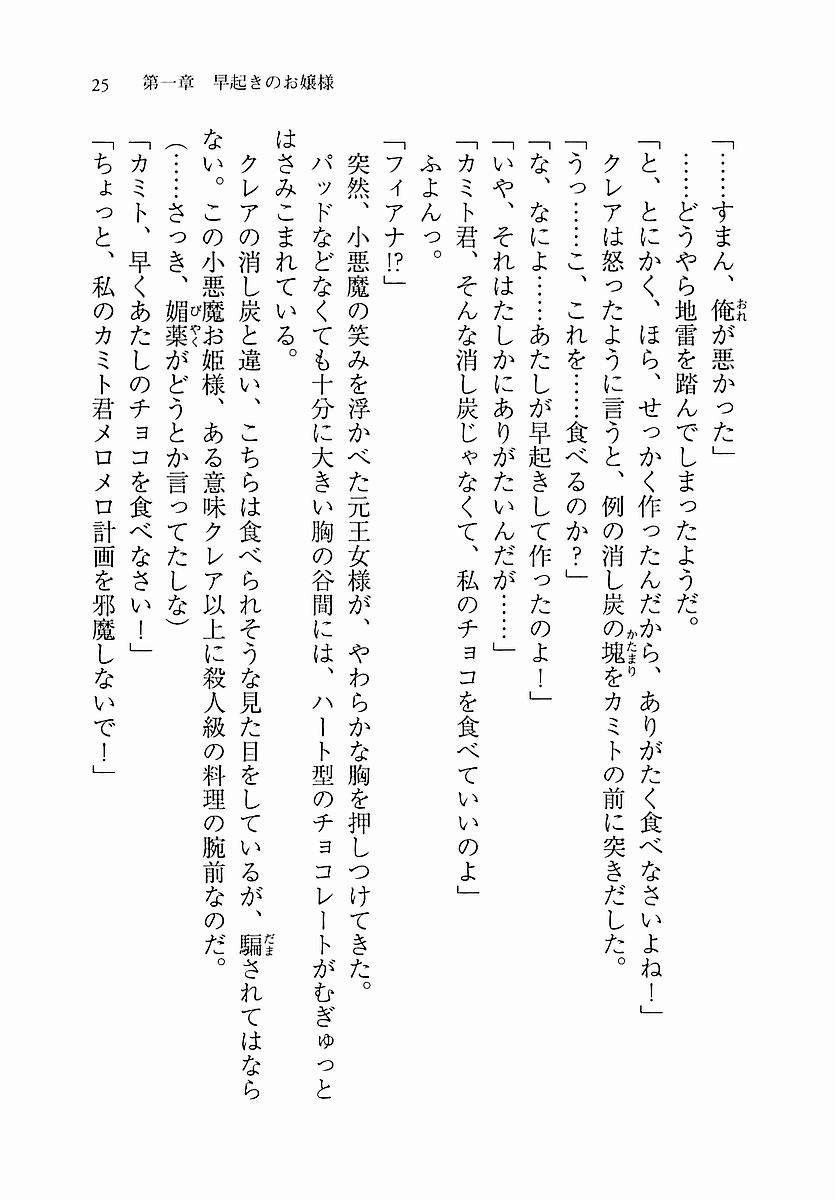 25　第一章　早起きのお嬢様
「……すまん、俺が悪かった」
……どうやら地雷を踏んでしまったようだ。
「と、とにかく、ほら、せっかく作ったんだから、ありがたく食べなさいよね！」
クレアは怒ったように言うと、例の消し炭の塊をカミトの前に突きだした。
「うっ……こ、これを……食べるのか？」
「な、なによ……あたしが早起きして作ったのよ！」
「いや、それはたしかにありがたいんだが……」
「カミト君、そんな消し炭じゃなくて、私のチョコを食べていいのよ」
ふよんっ。
「フィアナ!?」
突然、小悪魔の笑みを浮かべた元王女様が、やわらかな胸を押しつけてきた。
パッドなどなくても十分に大きい胸の谷間には、ハート型のチョコレートがむぎゅっと
はさみこまれている。
クレアの消し炭と違い、こちらは食べられそうな見た目をしているが、騙されてはなら
ない。この小悪魔お姫様、ある意味クレア以上に殺人級の料理の腕前なのだ。
（……さっき、媚薬がどうとか言ってたしな）
「カミト、早くあたしのチョコを食べなさい！」
「ちょっと、私のカミト君メロメロ計画を邪魔しないで！」